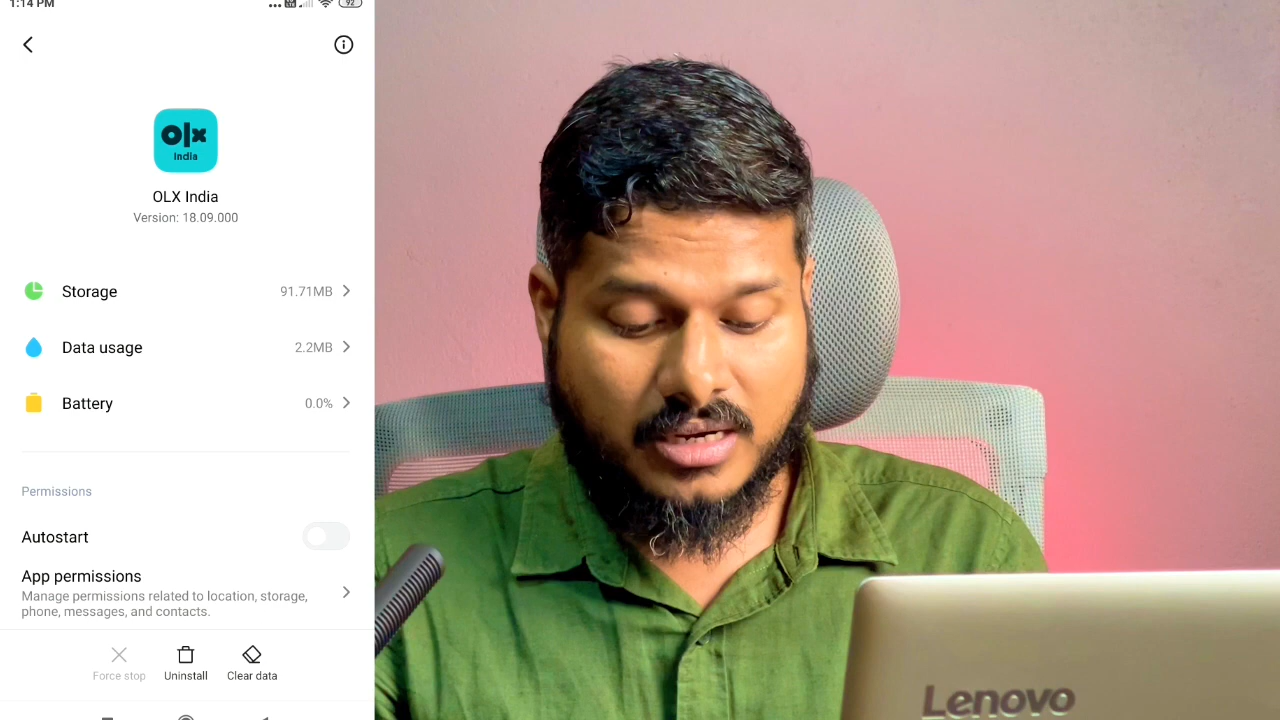 1:14 PM
92
olx
india
OLX India
Version: 18.09.000
Storage 91.71MB
Data usage 2.2MB
Battery 0.0%
Permissions
Autostart
App permissions
Manage permissions related to location, storage,
phone, messages, and contacts.
Force stop Uninstall Clear data
Lenovo